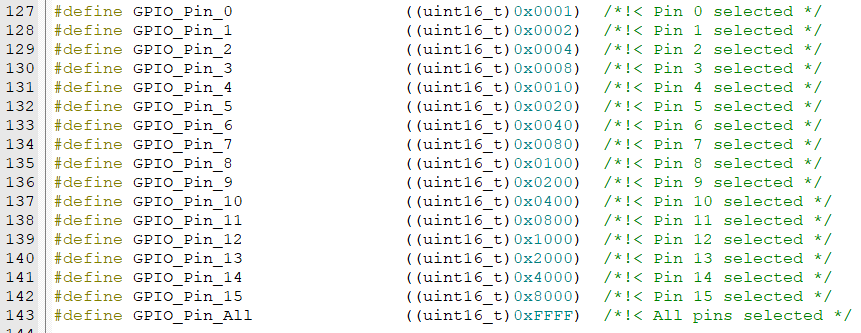 127 #define GPIO_Pin_0 ((uint16_t)0x0001) /*!< Pin 0 selected */
128 #define GPIO_Pin_1 ((uint16_t)0x0002) /*!< Pin 1 selected */
129 #define GPIO_Pin_2 ((uint16_t)0x0004) /*!< Pin 2 selected */
130 #define GPIO_Pin_3 ((uint16_t)0x0008) /*!< Pin 3 selected */
131 #define GPIO_Pin_4 ((uint16_t)0x0010) /*!< Pin 4 selected */
132 #define GPIO_Pin_5 ((uint16_t)0x0020) /*!< Pin 5 selected */
133 #define GPIO_Pin_6 ((uint16_t)0x0040) /*!< Pin 6 selected */
134 #define GPIO_Pin_7 ((uint16_t)0x0080) /*!< Pin 7 selected */
135 #define GPIO_Pin_8 ((uint16_t)0x0100) /*!< Pin 8 selected */
136 #define GPIO_Pin_9 ((uint16_t)0x0200) /*!< Pin 9 selected */
137 #define GPIO_Pin_10 ((uint16_t)0x0400) /*!< Pin 10 selected */
138 #define GPIO_Pin_11 ((uint16_t)0x0800) /*!< Pin 11 selected */
139 #define GPIO_Pin_12 ((uint16_t)0x1000) /*!< Pin 12 selected */
140 #define GPIO_Pin_13 ((uint16_t)0x2000) /*!< Pin 13 selected */
141 #define GPIO_Pin_14 ((uint16_t)0x4000) /*!< Pin 14 selected */
142 #define GPIO_Pin_15 ((uint16_t)0x8000) /*!< Pin 15 selected */
143 #define GPIO_Pin_All ((uint16_t)0xFFFF) /*!< All pins selected */